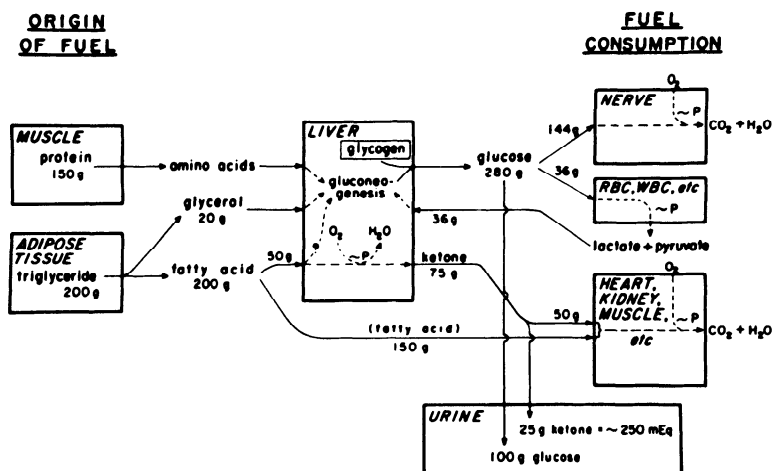 ORIGIN
OF FUEL
FUEL
CONSUMPTION
MUSCLE
protein
150 g
amino acids
glycerol
20 g
ADIPOSE
TISSUE
triglyceride
200 g
fatty acid
200 g
50 g
LIVER
glycogen
gluconeo-
genesis
O₂
H₂O
~P
glucose
280 g
36 g
ketone
75 g
(fatty acid)
150 g
144 g
36 g
NERVE
O₂
~P
CO₂ + H₂O
RBC, WBC, etc
~P
lactate + pyruvate
O₂
HEART,
KIDNEY,
MUSCLE,
etc
~P
CO₂ + H₂O
50 g
URINE
25 g ketone = ~ 250 mEq
100 g glucose